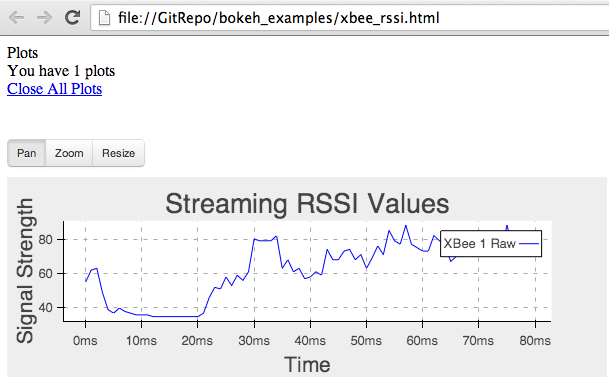 file://GitRepo/bokeh_examples/xbee_rssi.html
Plots
You have 1 plots
Close All Plots
Pan Zoom Resize
Streaming RSSI Values
Signal Strength
80
60
40
XBee 1 Raw
0ms 10ms 20ms 30ms 40ms 50ms 60ms 70ms 80ms
Time